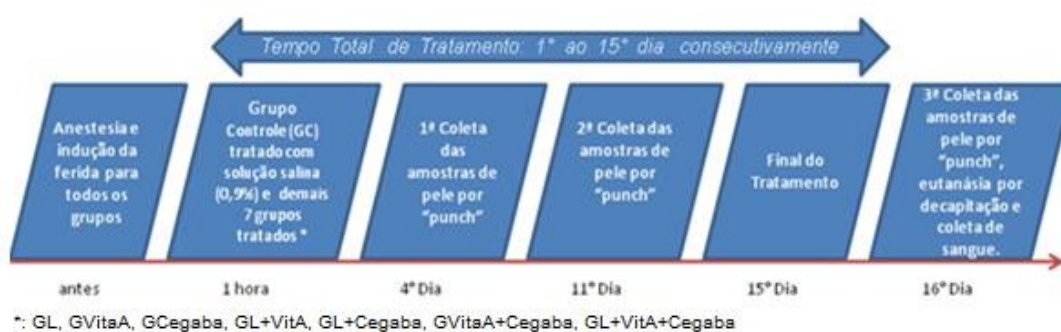 Tempo Total de Tratamento: 1° ao 15° dia consecutivamente
Anestesia e
indução da
ferida para
todos os
grupos
Grupo
Controle (GC)
tratado com
solução salina
(0,9%) e demais
7 grupos
tratados *
1ª Coleta
das
amostras de
pele por
"punch"
2ª Coleta das
amostras de
pele por
"punch"
Final do
Tratamento
3ª Coleta das
amostras de
pele por
"punch",
eutanásia por
decapitação e
coleta de
sangue.
antes
1 hora
4° Dia
11° Dia
15° Dia
16° Dia
*: GL, GVitaA, GCegaba, GL+VitA, GL+Cegaba, GVitaA+Cegaba, GL+VitA+Cegaba